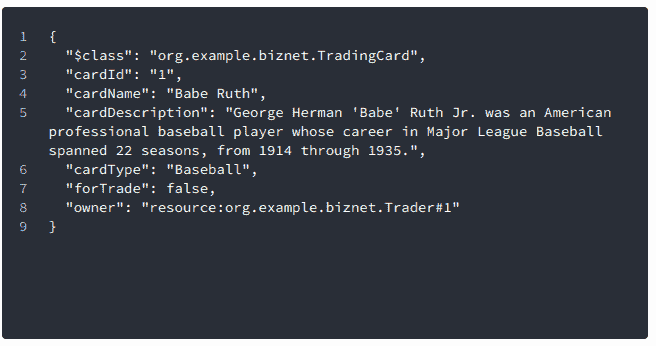 1 {
2 "$class": "org.example.biznet.TradingCard",
3 "cardId": "1",
4 "cardName": "Babe Ruth",
5 "cardDescription": "George Herman 'Babe' Ruth Jr. was an American
professional baseball player whose career in Major League Baseball
spanned 22 seasons, from 1914 through 1935.",
6 "cardType": "Baseball",
7 "forTrade": false,
8 "owner": "resource:org.example.biznet.Trader#1"
9 }